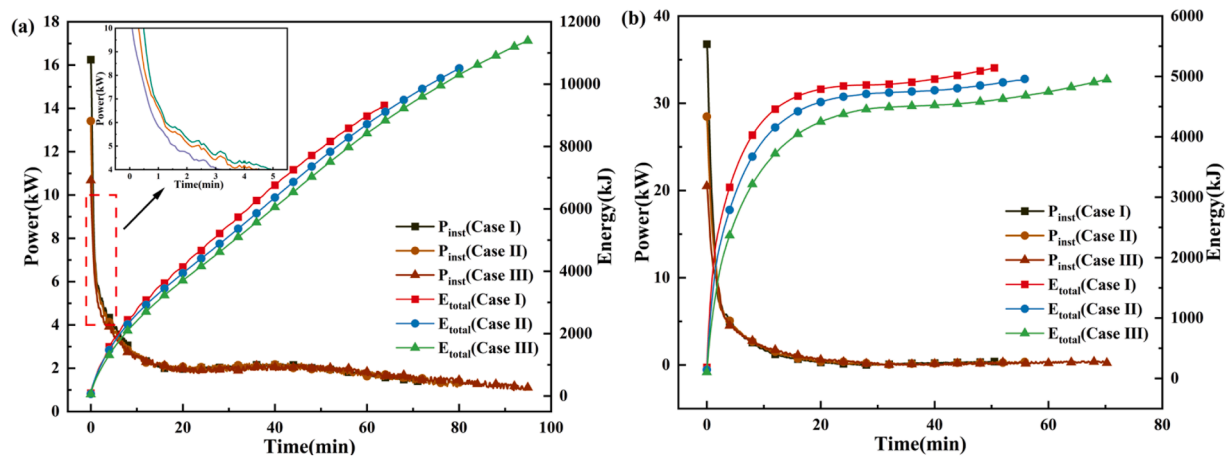 (a)
18
16
14
12
10
8
6
4
2
0
Power(kW)
0
20
40
60
80
100
Time(min)
12000
10000
8000
6000
4000
2000
0
Energy(kJ)
10
9
8
7
6
5
4
Power(kW)
0
1
2
3
4
5
Time(min)
P_inst(Case I)
P_inst(Case II)
P_inst(Case III)
E_total(Case I)
E_total(Case II)
E_total(Case III)
(b)
40
30
20
10
0
Power(kW)
0
20
40
60
80
Time(min)
6000
5000
4000
3000
2000
1000
0
Energy(kJ)
P_inst(Case I)
P_inst(Case II)
P_inst(Case III)
E_total(Case I)
E_total(Case II)
E_total(Case III)